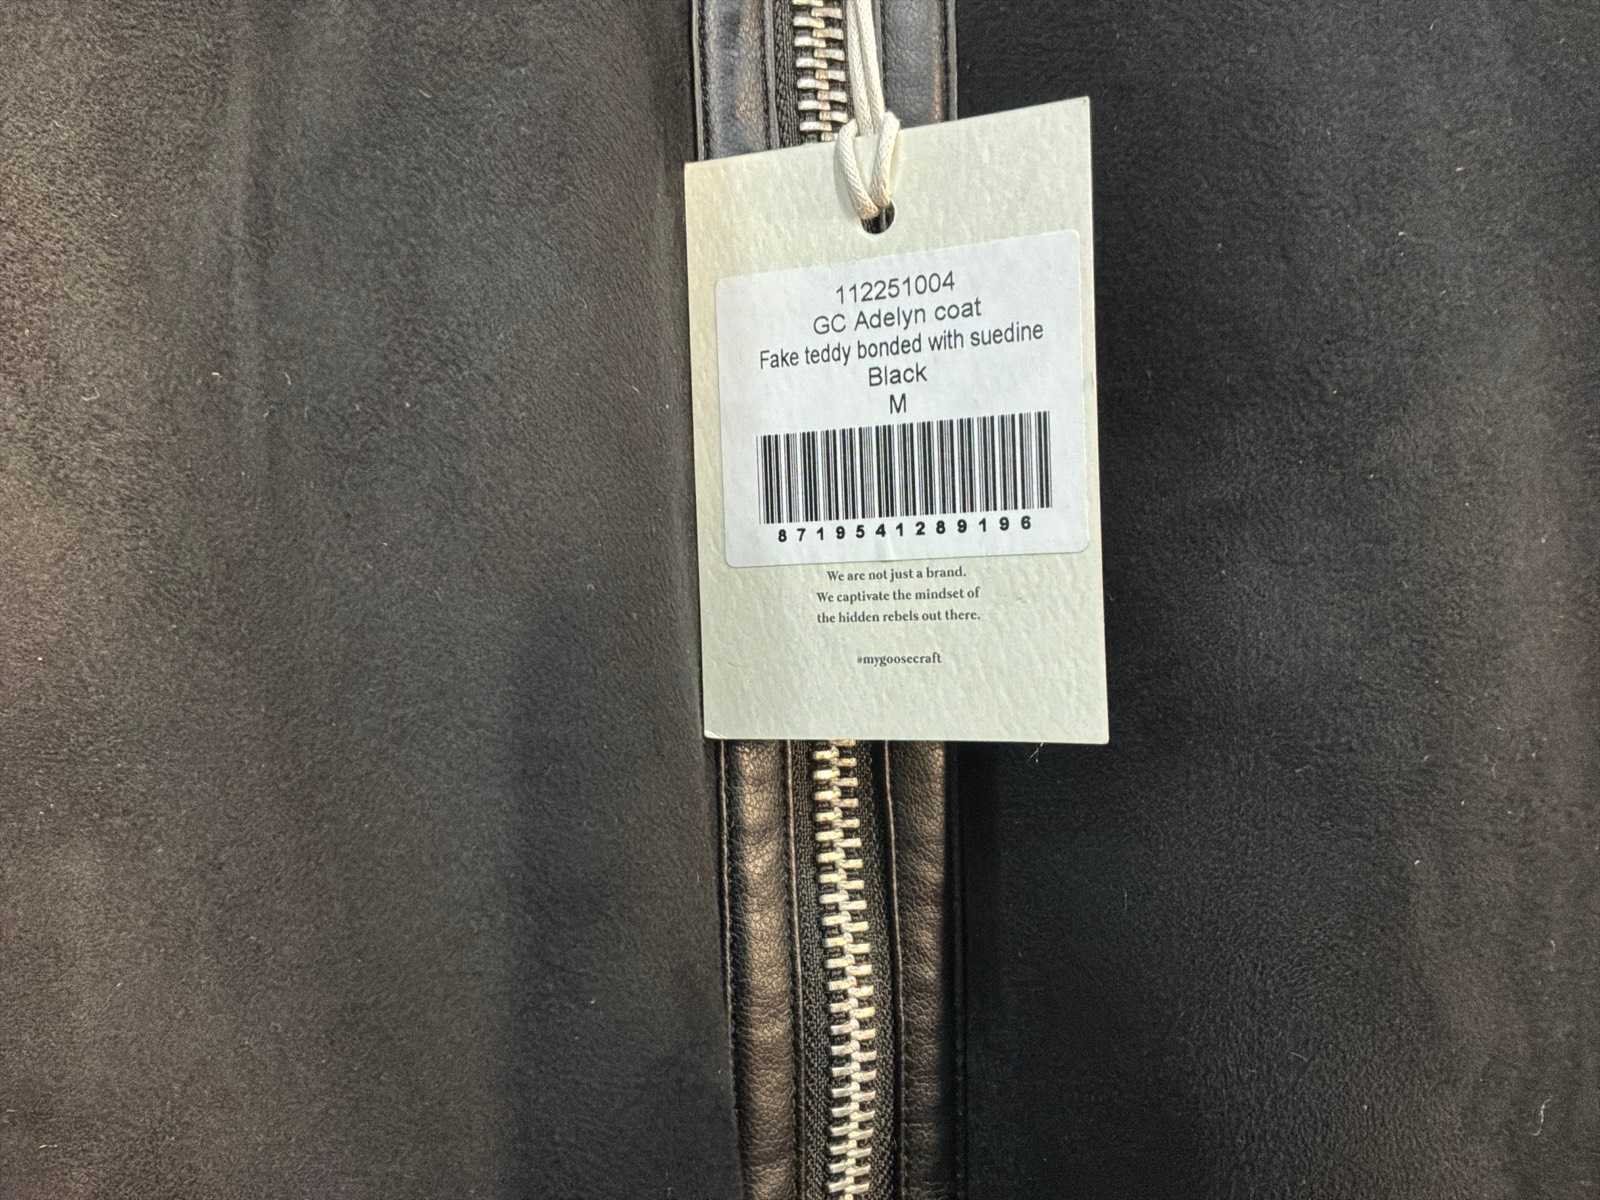 112251004
GC Adelyn coat
Fake teddy bonded with suedine
Black
M
8719541289196
We are not just a brand.
We captivate the mindset of
the hidden rebels out there.
#mygoosecraft